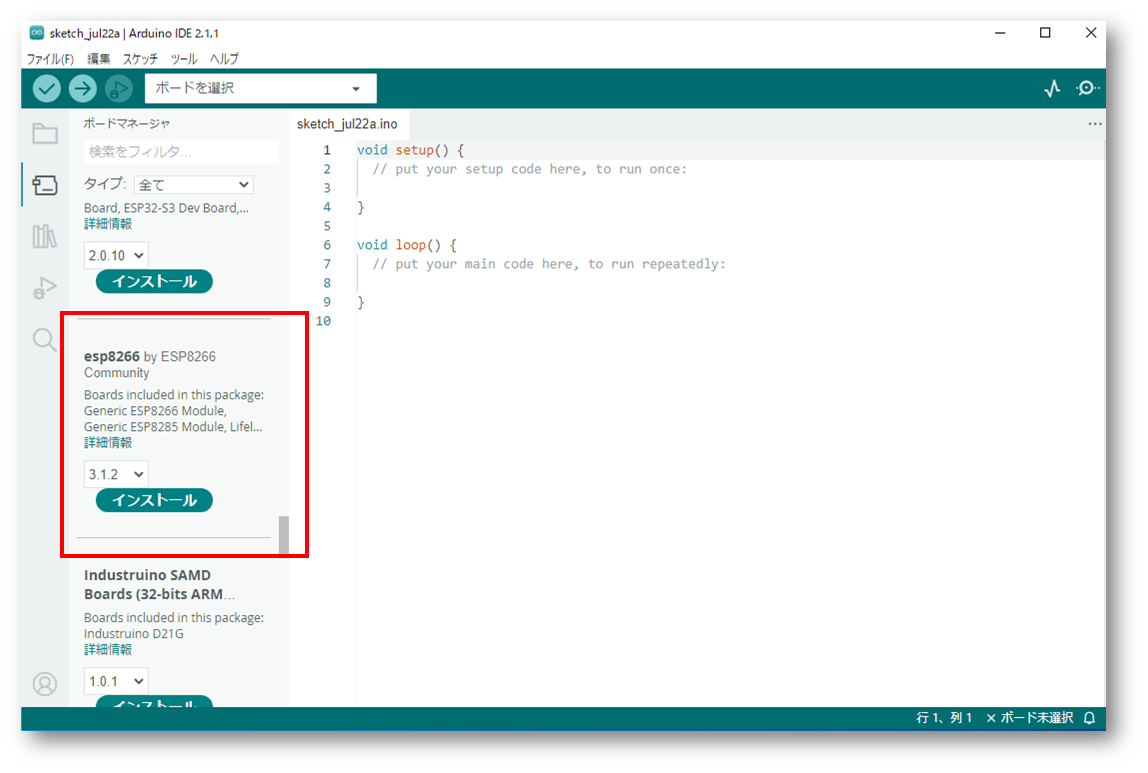 sketch_jul22a | Arduino IDE 2.1.1
ファイル(F) 編集 スケッチ ツール ヘルプ
ボードを選択
ボードマネージャ
検索をフィルタ...
タイプ: 全て
Board, ESP32-S3 Dev Board,...
詳細情報
2.0.10
インストール
esp8266 by ESP8266
Community
Boards included in this package:
Generic ESP8266 Module,
Generic ESP8285 Module, Lifel...
詳細情報
3.1.2
インストール
Industruino SAMD
Boards (32-bits ARM...
Boards included in this package:
Industruino D21G
詳細情報
1.0.1
インストール
sketch_jul22a.ino
1 void setup() {
2 // put your setup code here, to run once:
3
4 }
5
6 void loop() {
7 // put your main code here, to run repeatedly:
8
9 }
10
行 1、列 1 × ボード未選択